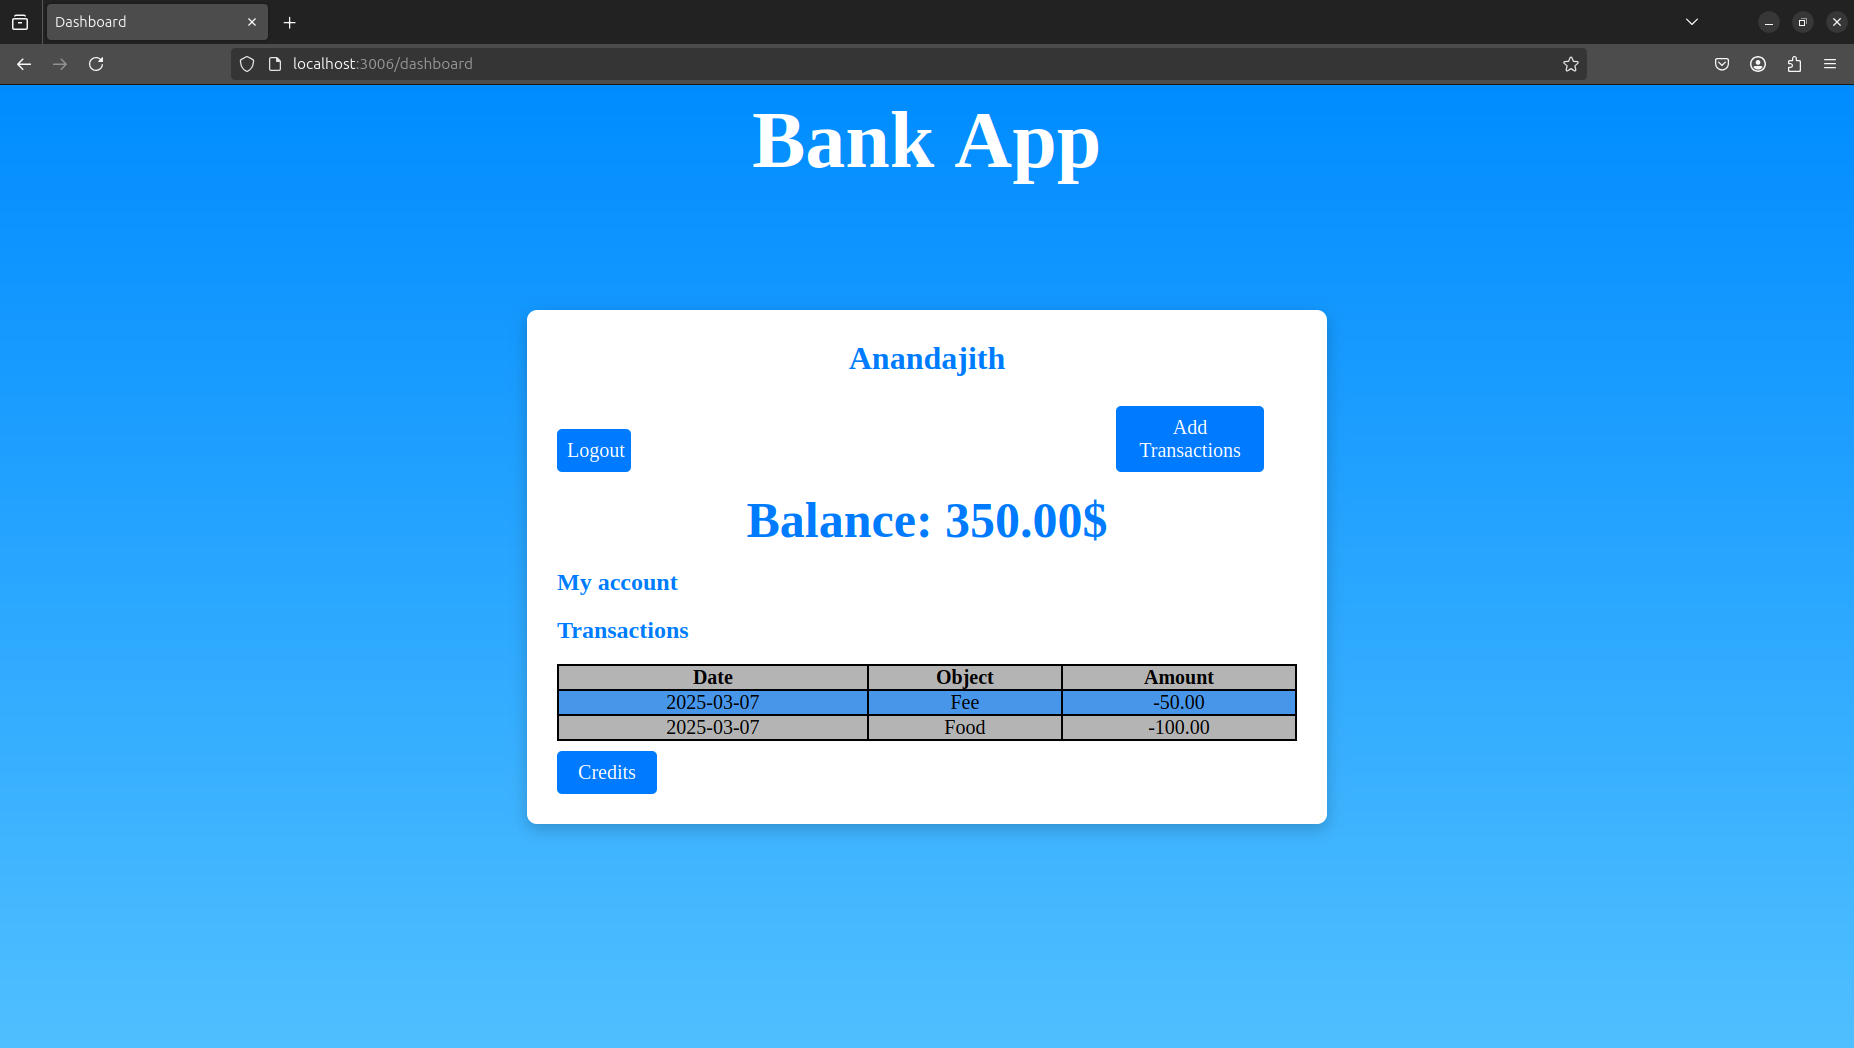 Dashboard
localhost:3006/dashboard
Bank App
Anandajith
Logout
Add
Transactions
Balance: 350.00$
My account
Transactions
Date Object Amount
2025-03-07 Fee -50.00
2025-03-07 Food -100.00
Credits